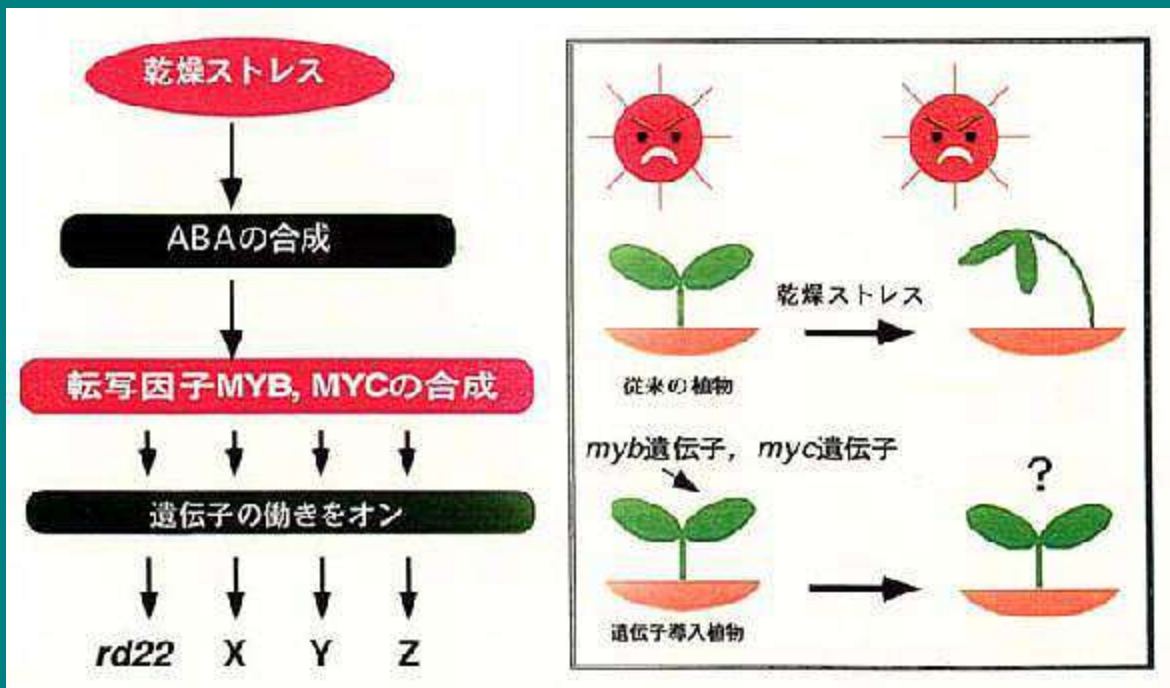 乾燥ストレス
ABAの合成
転写因子MYB, MYCの合成
遺伝子の働きをオン
rd22 X Y Z
乾燥ストレス
従来の植物
myb遺伝子, myc遺伝子
?
遺伝子導入植物